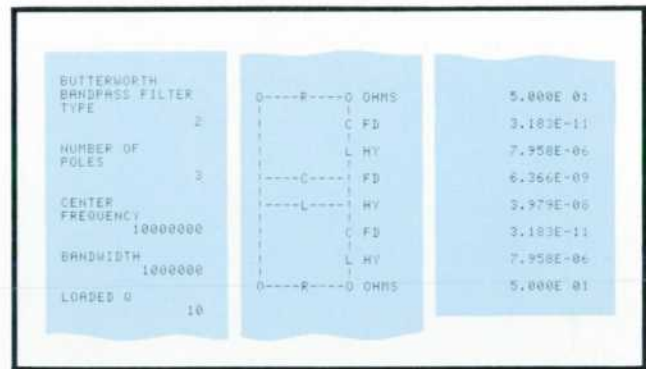 BUTTERWORTH
BANDPASS FILTER
TYPE
2
NUMBER OF
POLES
3
CENTER
FREQUENCY
10000000
BANDWIDTH
1000000
LOADED Q
10
O----R----O OHMS
C FD
L HY
----C---- FD
----L---- HY
C FD
L HY
O----R----O OHMS
5.000E 01
3.183E-11
7.958E-06
6.366E-09
3.979E-08
3.183E-11
7.958E-06
5.000E 01